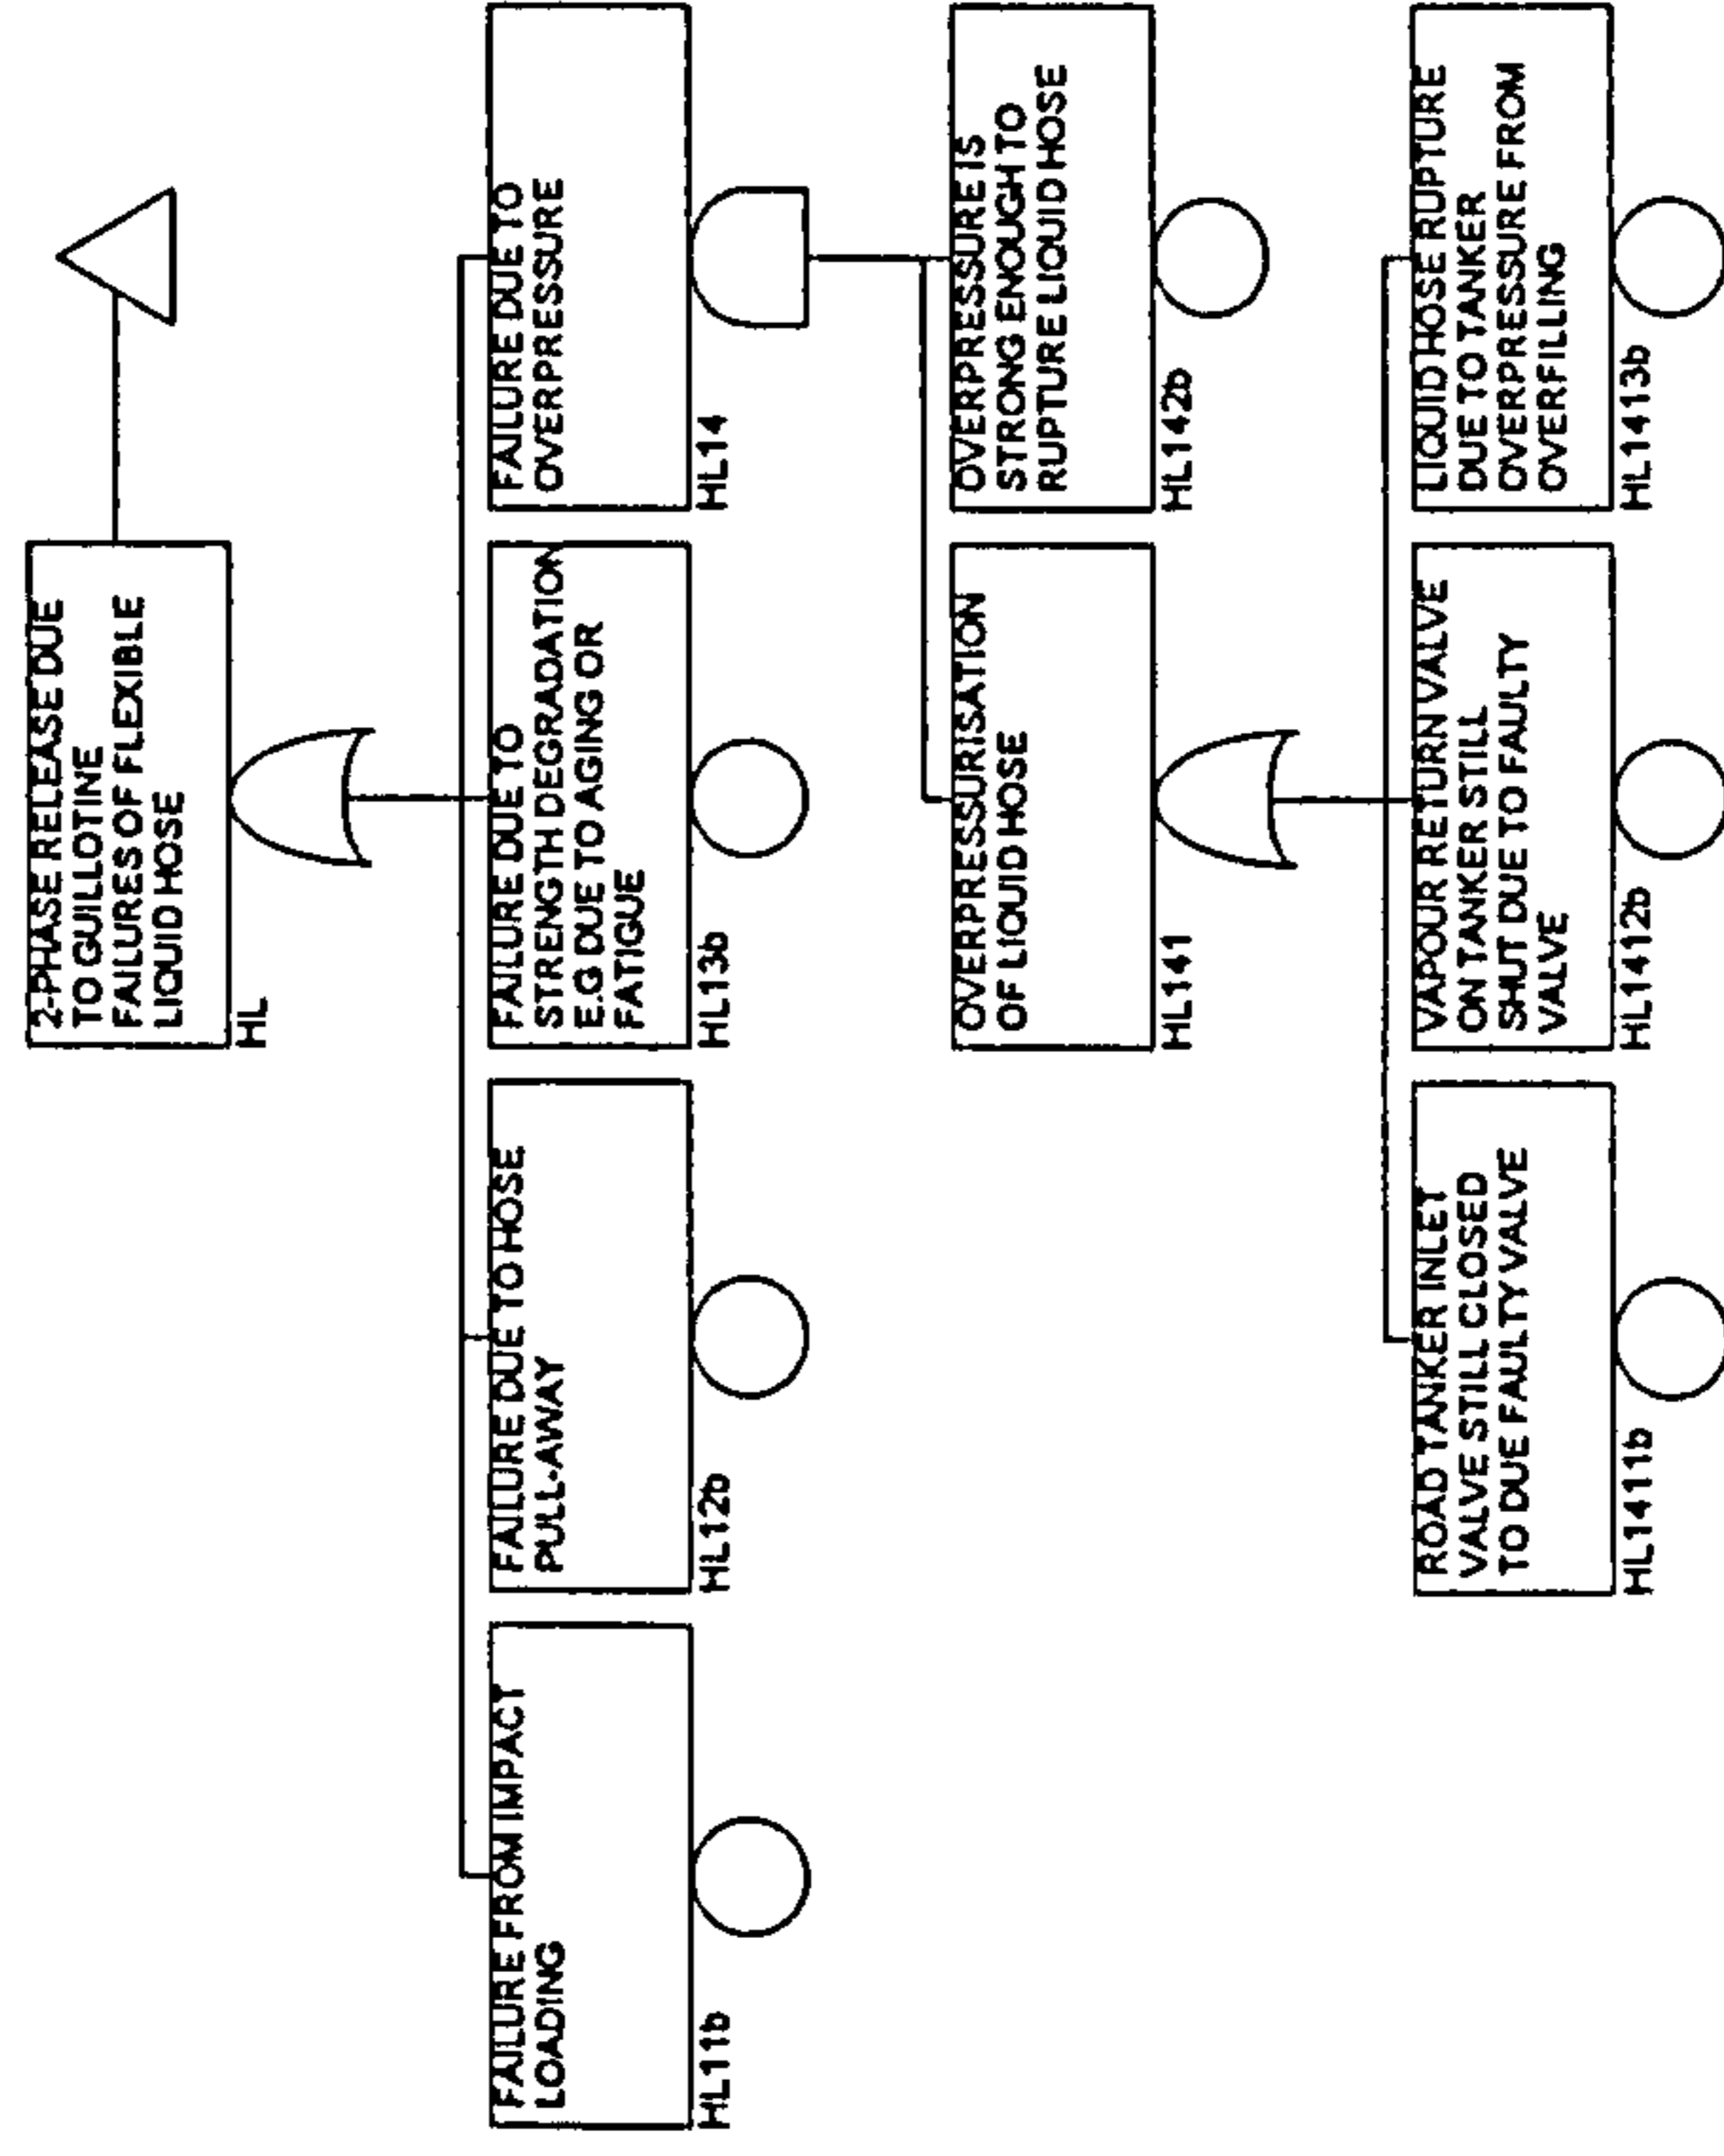 2-PHASE RELEASE DUE
TO GUILLOTINE
FAILURES OF FLEXIBLE
LIQUID HOSE
HL
FAILURE FROM IMPACT
LOADING
HL11b
FAILURE DUE TO HOSE
PULL-AWAY
HL12b
FAILURE DUE TO
STRENGTH DEGRADATION
E.G DUE TO AGING OR
FATIGUE
HL13b
FAILURE DUE TO
OVERPRESSURE
HL14
OVERPRESSURISATION
OF LIQUID HOSE
HL141
OVERPRESSURE IS
STRONG ENOUGH TO
RUPTURE LIQUID HOSE
HL142b
ROAD TANKER INLET
VALVE STILL CLOSED
TO DUE FAULTY VALVE
HL1411b
VAPOUR RETURN VALVE
ON TANKER STILL
SHUT DUE TO FAULTY
VALVE
HL1412b
LIQUID HOSE RUPTURE
DUE TO TANKER
OVERPRESSURE FROM
OVERFILLING
HL1413b